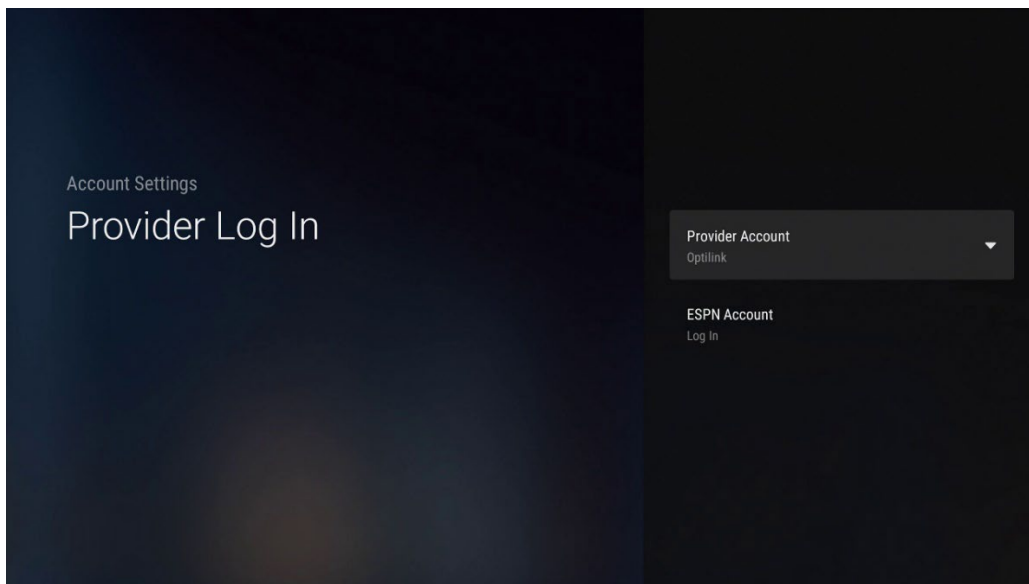 Account Settings
Provider Log In
Provider Account
Optilink
ESPN Account
Log In